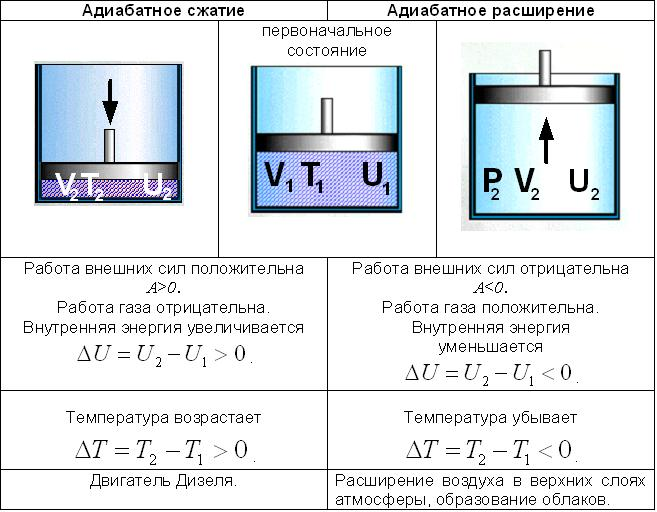 Адиабатное сжатие
Адиабатное расширение
первоначальное
состояние
V₂ T₂ U₂
V₁ T₁ U₁
P₂ V₂ U₂
Работа внешних сил положительна
A>0.
Работа газа отрицательна.
Внутренняя энергия увеличивается
ΔU = U₂ − U₁ > 0 .
Работа внешних сил отрицательна
A<0.
Работа газа положительна.
Внутренняя энергия
уменьшается
ΔU = U₂ − U₁ < 0 .
Температура возрастает
ΔT = T₂ − T₁ > 0 .
Температура убывает
ΔT = T₂ − T₁ < 0 .
Двигатель Дизеля.
Расширение воздуха в верхних слоях
атмосферы, образование облаков.